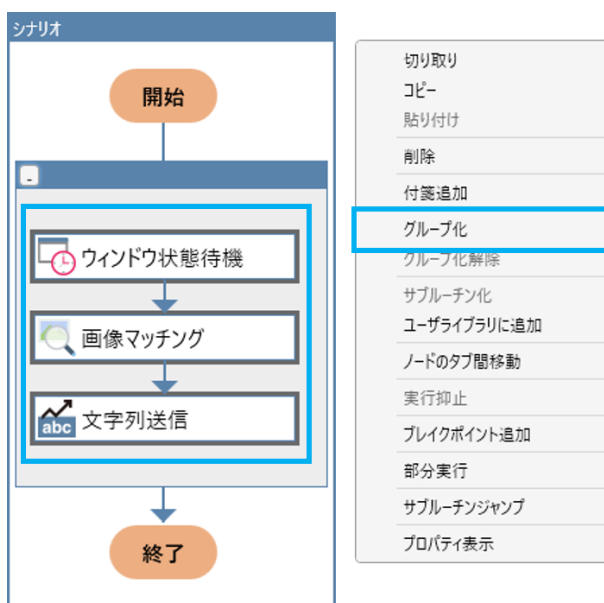 シナリオ
開始
-
ウィンドウ状態待機
画像マッチング
abc
文字列送信
終了
切り取り
コピー
貼り付け
削除
付箋追加
グループ化
グループ化解除
サブルーチン化
ユーザライブラリに追加
ノードのタブ間移動
実行抑止
ブレイクポイント追加
部分実行
サブルーチンジャンプ
プロパティ表示